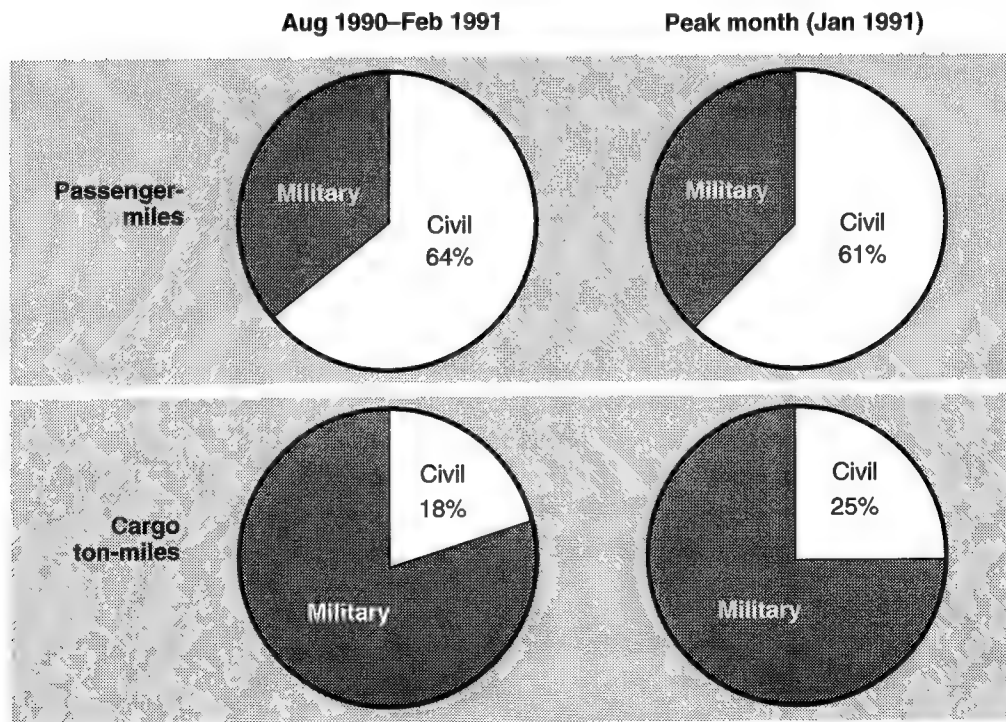 Aug 1990–Feb 1991
Peak month (Jan 1991)
Passenger-
miles
Military
Civil
64%
Military
Civil
61%
Cargo
ton-miles
Civil
18%
Military
Civil
25%
Military